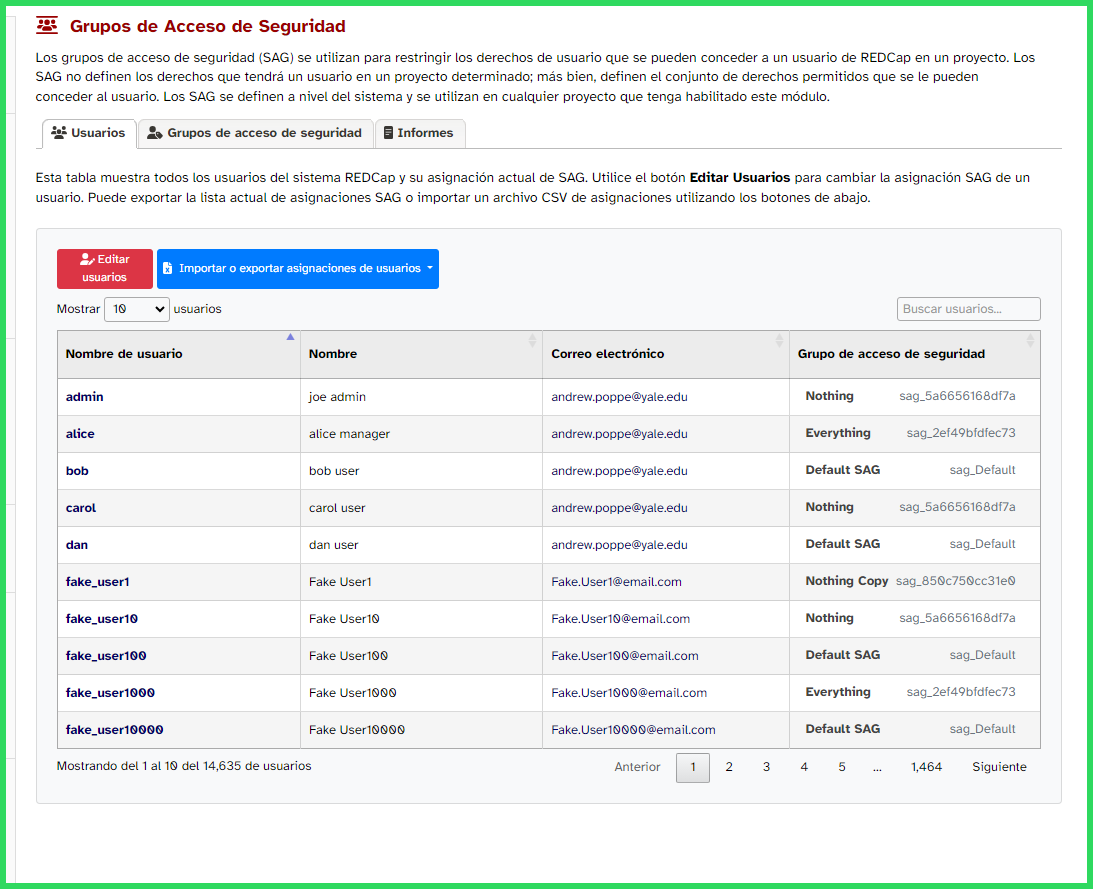 Grupos de Acceso de Seguridad
Los grupos de acceso de seguridad (SAG) se utilizan para restringir los derechos de usuario que se pueden conceder a un usuario de REDCap en un proyecto. Los
SAG no definen los derechos que tendrá un usuario en un proyecto determinado; más bien, definen el conjunto de derechos permitidos que se le pueden
conceder al usuario. Los SAG se definen a nivel del sistema y se utilizan en cualquier proyecto que tenga habilitado este módulo.
Usuarios Grupos de acceso de seguridad Informes
Esta tabla muestra todos los usuarios del sistema REDCap y su asignación actual de SAG. Utilice el botón Editar Usuarios para cambiar la asignación SAG de un
usuario. Puede exportar la lista actual de asignaciones SAG o importar un archivo CSV de asignaciones utilizando los botones de abajo.
Editar
usuarios
Importar o exportar asignaciones de usuarios
Mostrar 10 usuarios Buscar usuarios...
Nombre de usuario Nombre Correo electrónico Grupo de acceso de seguridad
admin joe admin andrew.poppe@yale.edu Nothing sag_5a6656168df7a
alice alice manager andrew.poppe@yale.edu Everything sag_2ef49bfdfec73
bob bob user andrew.poppe@yale.edu Default SAG sag_Default
carol carol user andrew.poppe@yale.edu Nothing sag_5a6656168df7a
dan dan user andrew.poppe@yale.edu Default SAG sag_Default
fake_user1 Fake User1 Fake.User1@email.com Nothing Copy sag_850c750cc31e0
fake_user10 Fake User10 Fake.User10@email.com Nothing sag_5a6656168df7a
fake_user100 Fake User100 Fake.User100@email.com Default SAG sag_Default
fake_user1000 Fake User1000 Fake.User1000@email.com Everything sag_2ef49bfdfec73
fake_user10000 Fake User10000 Fake.User10000@email.com Default SAG sag_Default
Mostrando del 1 al 10 del 14,635 de usuarios Anterior 1 2 3 4 5 ... 1,464 Siguiente